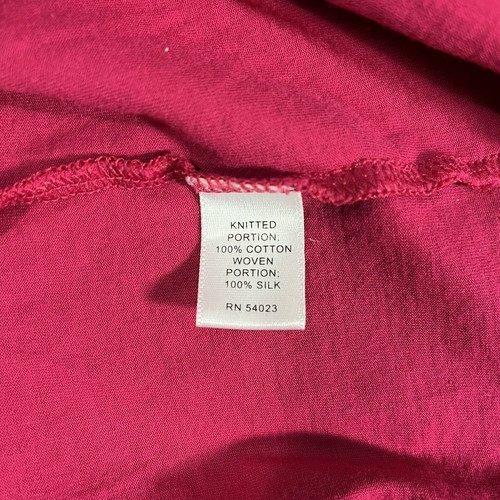 KNITTED
PORTION:
100% COTTON
WOVEN
PORTION:
100% SILK
RN 54023